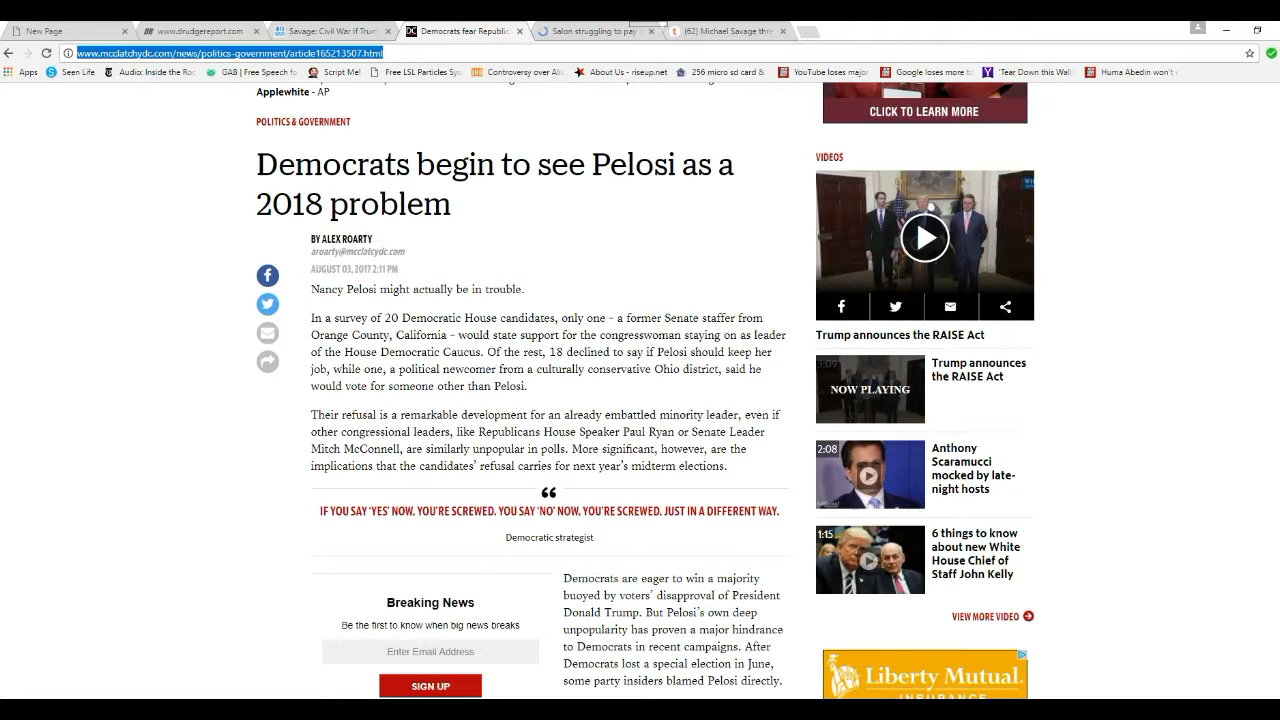 New Page
www.drudgereport.com
Savage: Civil War If Trum
Democrats fear Republic
Salon struggling to pay
(62) Michael Savage thre
www.mcclatchydc.com/news/politics-government/article165213507.html
Apps
Seen Life
Audio: Inside the Roc
GAB | Free Speech fo
Script Me!
Free LSL Particles Sys
Controversy over Alic
About Us - riseup.net
256 micro sd card &
YouTube loses major
Google loses more to
'Tear Down this Wall
Huma Abedin won't
Applewhite - AP
POLITICS & GOVERNMENT
Democrats begin to see Pelosi as a
2018 problem
BY ALEX ROARTY
aroarty@mcclatcydc.com
AUGUST 03, 2017 2:11 PM
Nancy Pelosi might actually be in trouble.
In a survey of 20 Democratic House candidates, only one – a former Senate staffer from
Orange County, California – would state support for the congresswoman staying on as leader
of the House Democratic Caucus. Of the rest, 18 declined to say if Pelosi should keep her
job, while one, a political newcomer from a culturally conservative Ohio district, said he
would vote for someone other than Pelosi.
Their refusal is a remarkable development for an already embattled minority leader, even if
other congressional leaders, like Republicans House Speaker Paul Ryan or Senate Leader
Mitch McConnell, are similarly unpopular in polls. More significant, however, are the
implications that the candidates' refusal carries for next year's midterm elections.
IF YOU SAY 'YES' NOW, YOU'RE SCREWED. YOU SAY 'NO' NOW, YOU'RE SCREWED, JUST IN A DIFFERENT WAY.
Democratic strategist
Breaking News
Be the first to know when big news breaks
Enter Email Address
SIGN UP
Democrats are eager to win a majority
buoyed by voters' disapproval of President
Donald Trump. But Pelosi's own deep
unpopularity has proven a major hindrance
to Democrats in recent campaigns. After
Democrats lost a special election in June,
some party insiders blamed Pelosi directly.
CLICK TO LEARN MORE
VIDEOS
Trump announces the RAISE Act
3:09
NOW PLAYING
Trump announces
the RAISE Act
2:08
Anthony
Scaramucci
mocked by late-
night hosts
1:15
6 things to know
about new White
House Chief of
Staff John Kelly
VIEW MORE VIDEO
Liberty Mutual.
INSURANCE